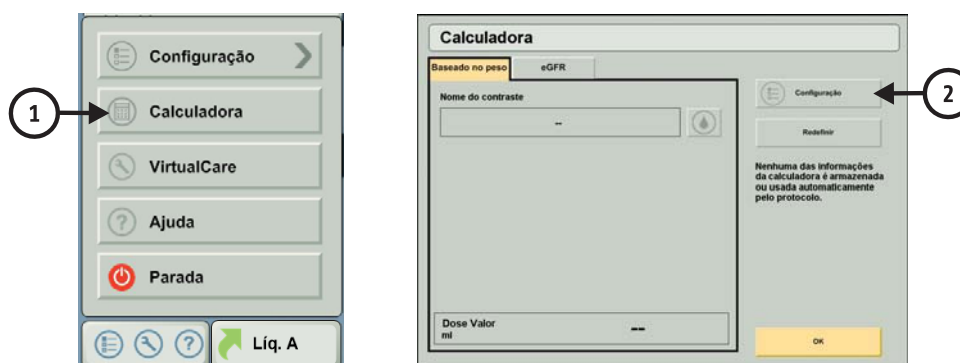 Configuração
1
Calculadora
VirtualCare
Ajuda
Parada
Líq. A
Calculadora
Baseado no peso
eGFR
Nome do contraste
--
Configuração
2
Redefinir
Nenhuma das informações
da calculadora é armazenada
ou usada automaticamente
pelo protocolo.
Dose Valor
ml
--
OK